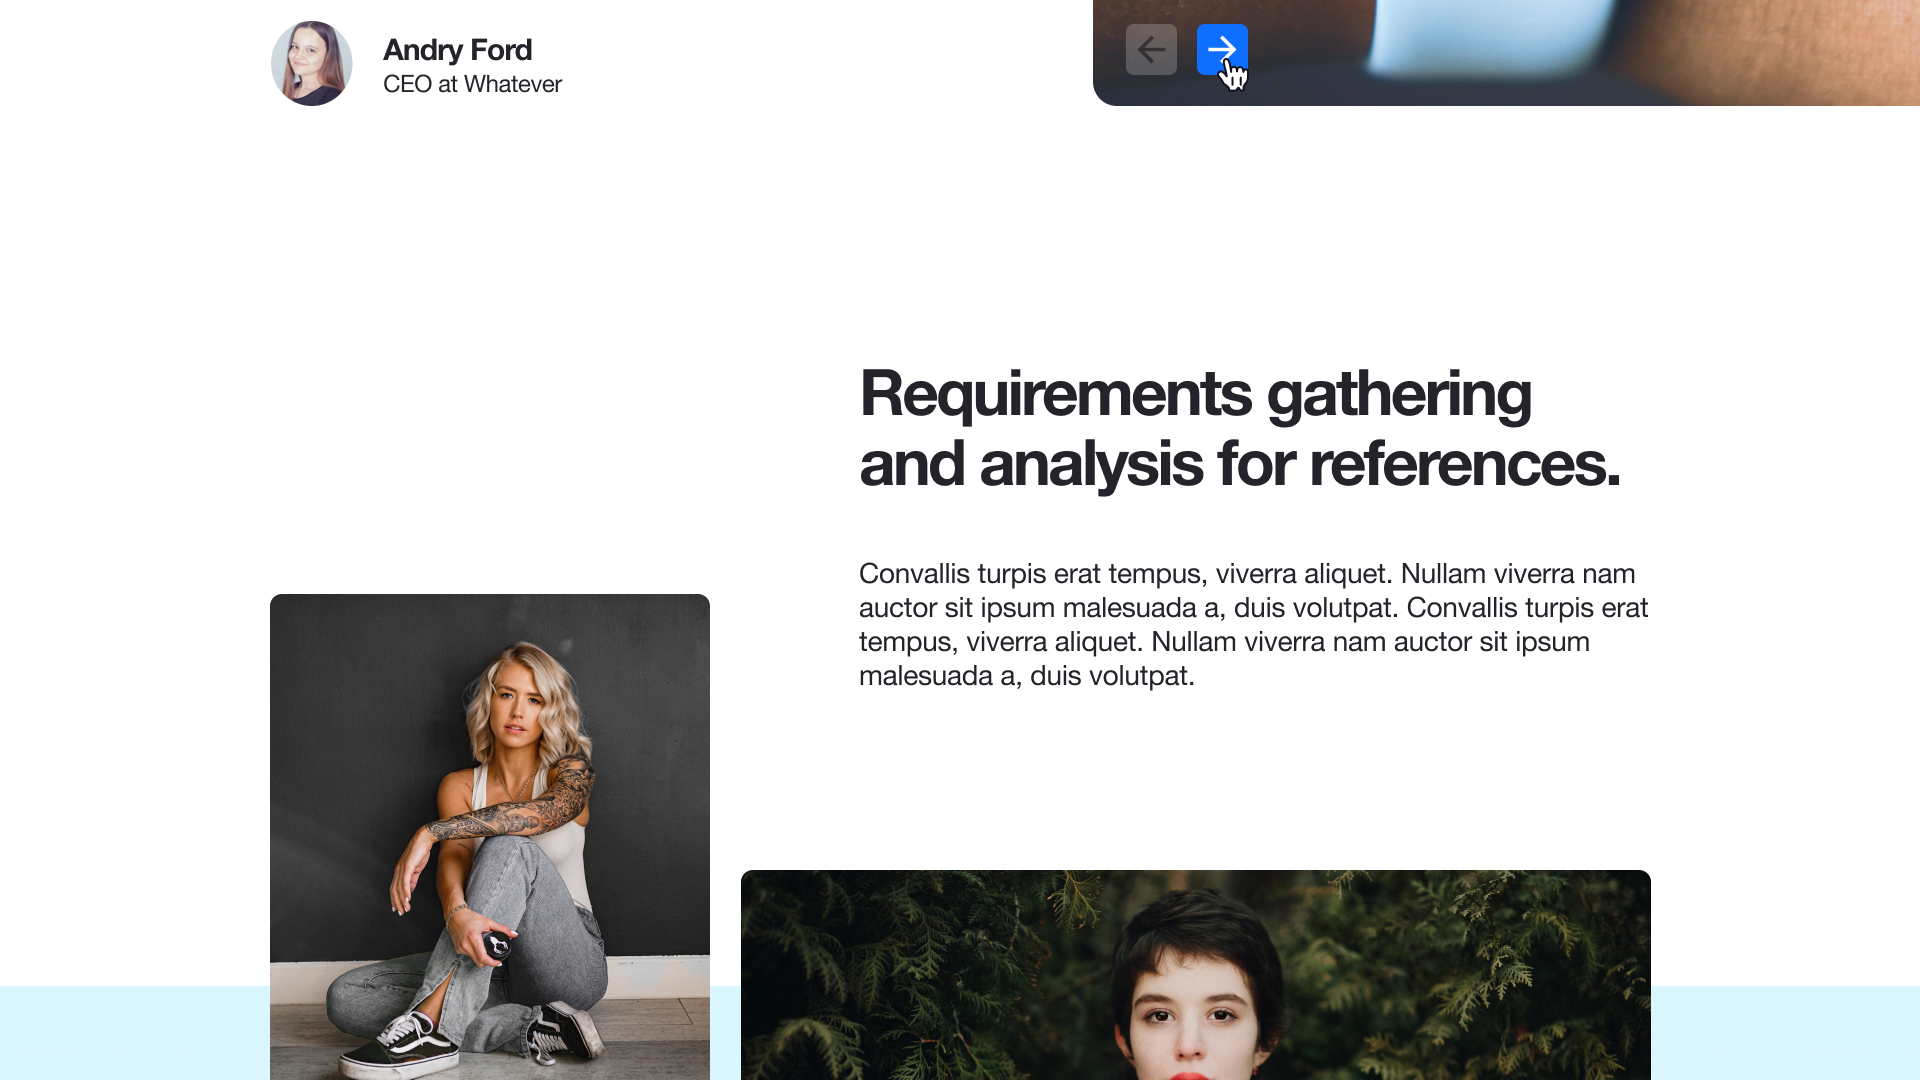 Andry Ford
CEO at Whatever
Requirements gathering
and analysis for references.
Convallis turpis erat tempus, viverra aliquet. Nullam viverra nam
auctor sit ipsum malesuada a, duis volutpat. Convallis turpis erat
tempus, viverra aliquet. Nullam viverra nam auctor sit ipsum
malesuada a, duis volutpat.